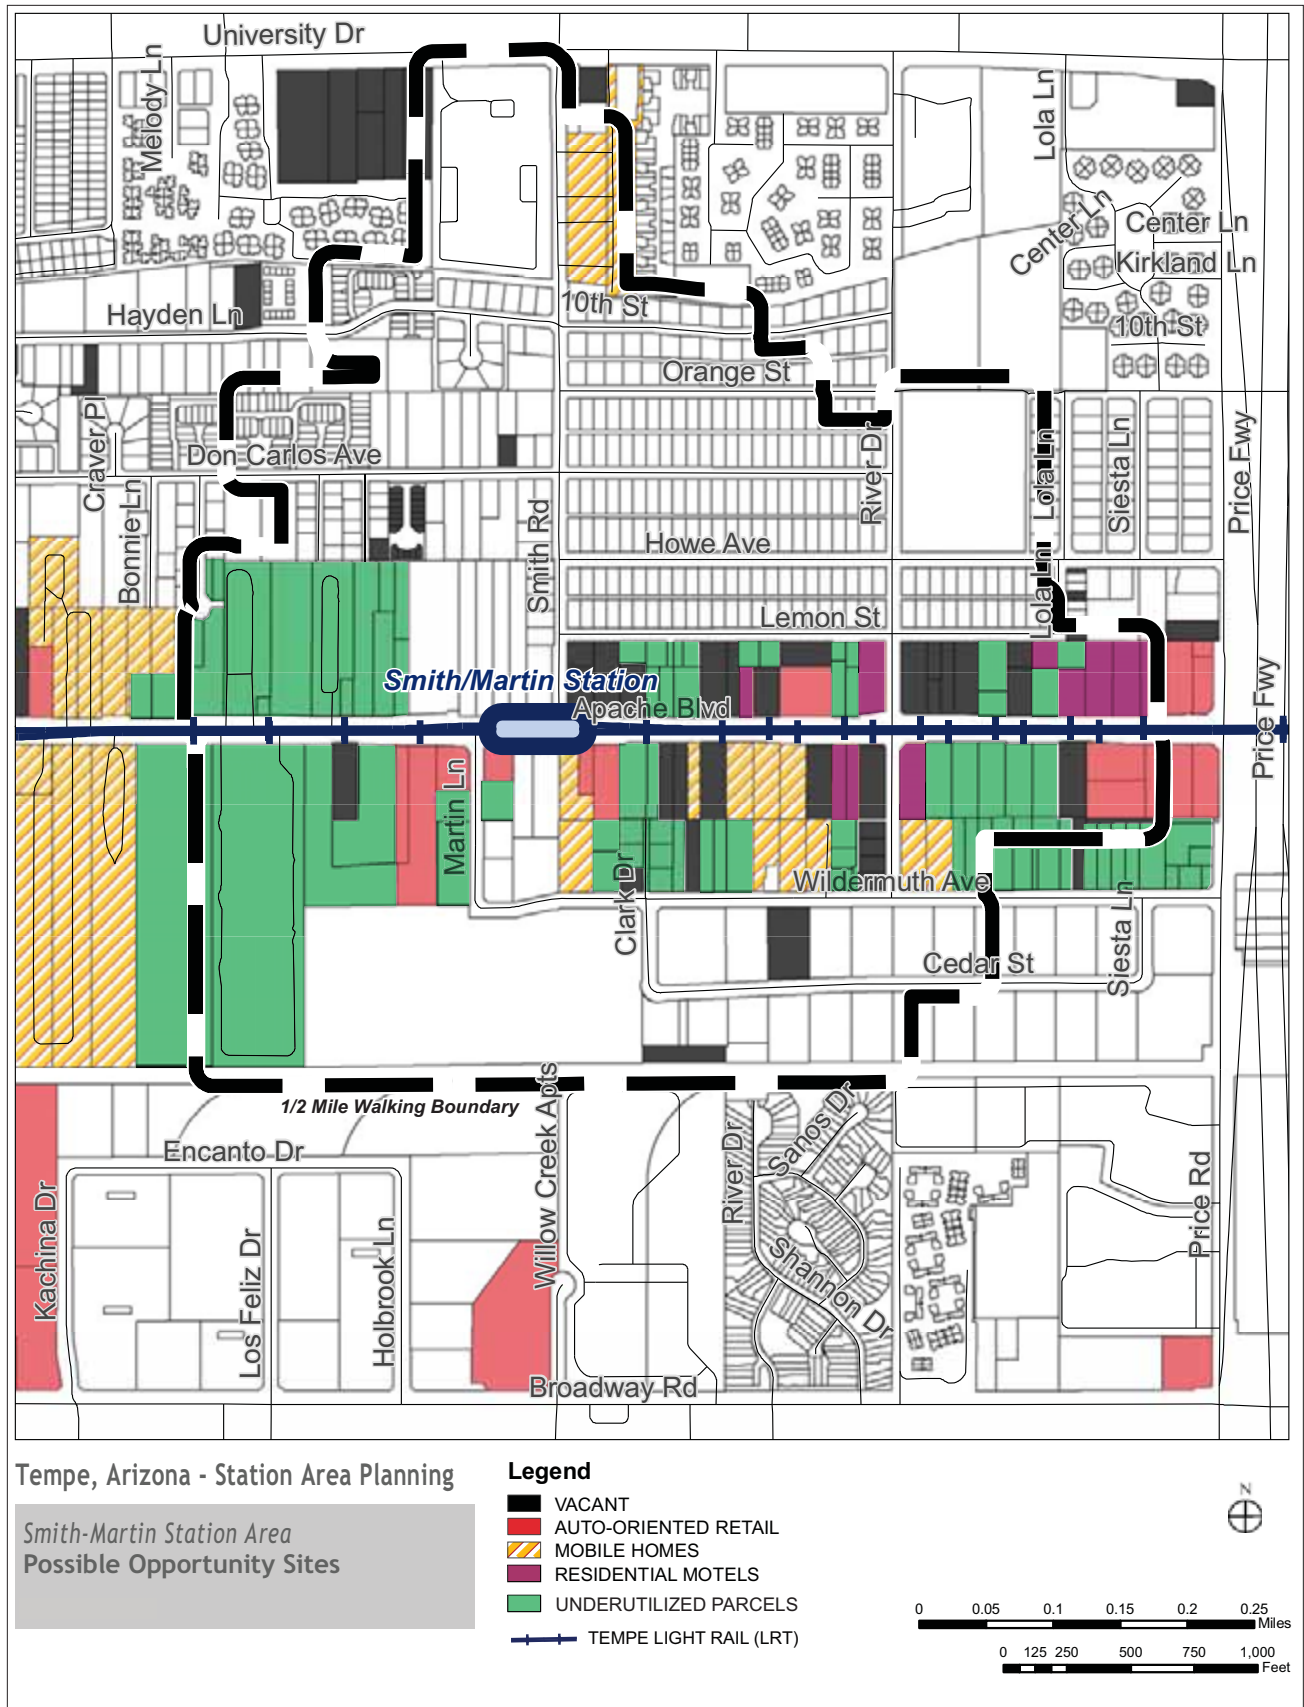 University Dr
Melody Ln
Lola Ln
Center Ln
Center Ln
Kirkland Ln
10th St
Hayden Ln
10th St
Orange St
Craver Pl
Don Carlos Ave
River Dr
Lola Ln
Siesta Ln
Price Fwy
Bonnie Ln
Smith Rd
Howe Ave
Lola Ln
Lemon St
Smith/Martin Station
Apache Blvd
Price Fwy
Martin Ln
Clark Dr
Wildermuth Ave
Siesta Ln
Cedar St
1/2 Mile Walking Boundary
Willow Creek Apts
Encanto Dr
River Dr
Sanos Dr
Kachina Dr
Los Feliz Dr
Holbrook Ln
Shannon Dr
Price Rd
Broadway Rd
Tempe, Arizona - Station Area Planning
Smith-Martin Station Area
Possible Opportunity Sites
Legend
VACANT
AUTO-ORIENTED RETAIL
MOBILE HOMES
RESIDENTIAL MOTELS
UNDERUTILIZED PARCELS
TEMPE LIGHT RAIL (LRT)
N
0 0.05 0.1 0.15 0.2 0.25
Miles
0 125 250 500 750 1,000
Feet